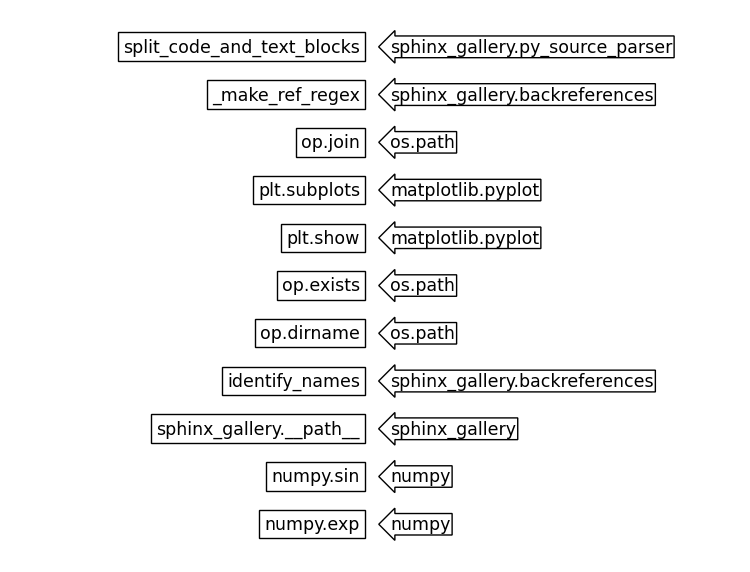 split_code_and_text_blocks sphinx_gallery.py_source_parser
_make_ref_regex sphinx_gallery.backreferences
op.join os.path
plt.subplots matplotlib.pyplot
plt.show matplotlib.pyplot
op.exists os.path
op.dirname os.path
identify_names sphinx_gallery.backreferences
sphinx_gallery.__path__ sphinx_gallery
numpy.sin numpy
numpy.exp numpy